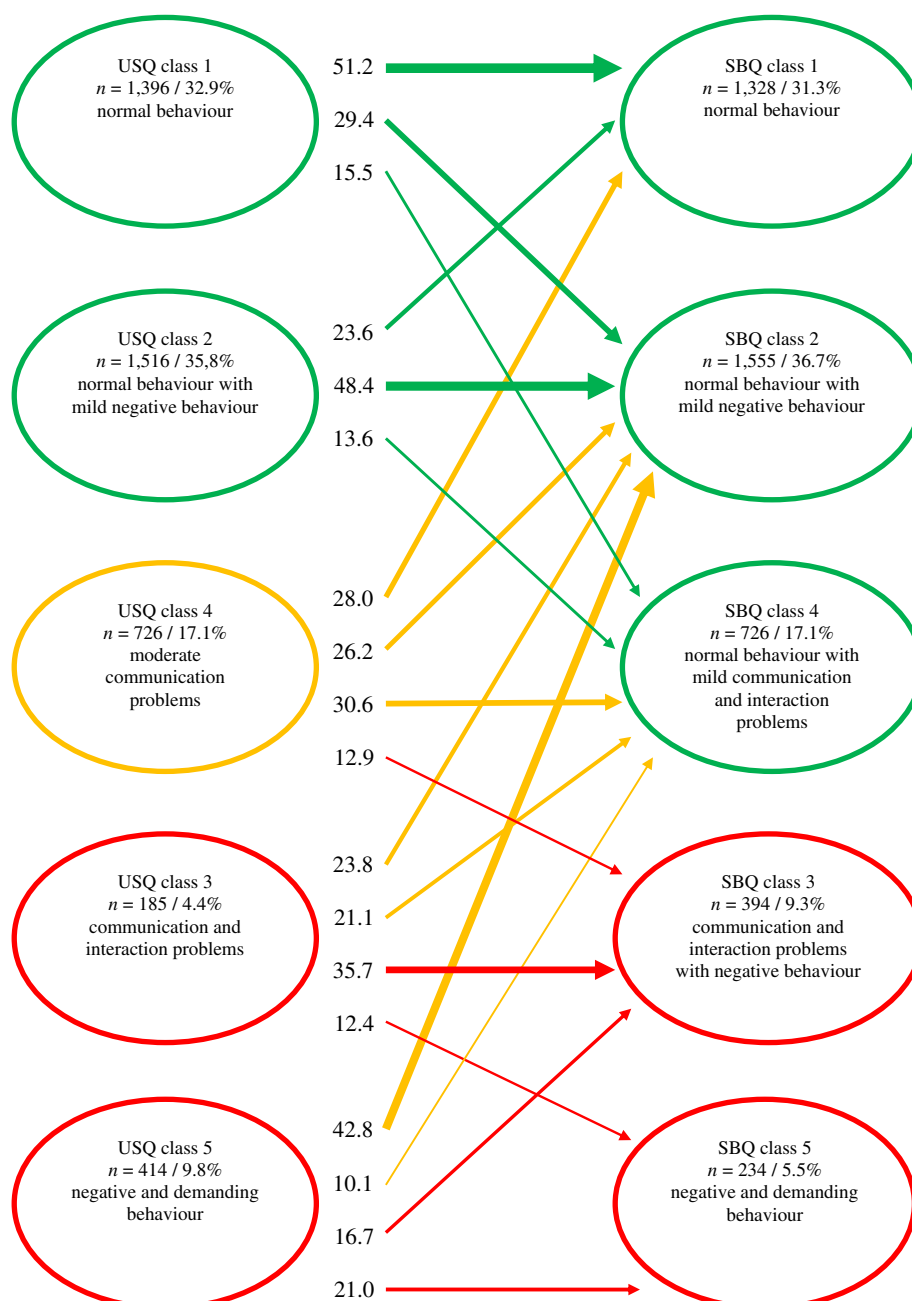 USQ class 1
n = 1,396 / 32.9%
normal behaviour
51.2
29.4
15.5
SBQ class 1
n = 1,328 / 31.3%
normal behaviour
USQ class 2
n = 1,516 / 35,8%
normal behaviour with
mild negative behaviour
23.6
48.4
13.6
SBQ class 2
n = 1,555 / 36.7%
normal behaviour with
mild negative behaviour
USQ class 4
n = 726 / 17.1%
moderate
communication
problems
28.0
26.2
30.6
12.9
SBQ class 4
n = 726 / 17.1%
normal behaviour with
mild communication
and interaction
problems
USQ class 3
n = 185 / 4.4%
communication and
interaction problems
23.8
21.1
35.7
12.4
SBQ class 3
n = 394 / 9.3%
communication and
interaction problems
with negative behaviour
USQ class 5
n = 414 / 9.8%
negative and demanding
behaviour
42.8
10.1
16.7
21.0
SBQ class 5
n = 234 / 5.5%
negative and demanding
behaviour